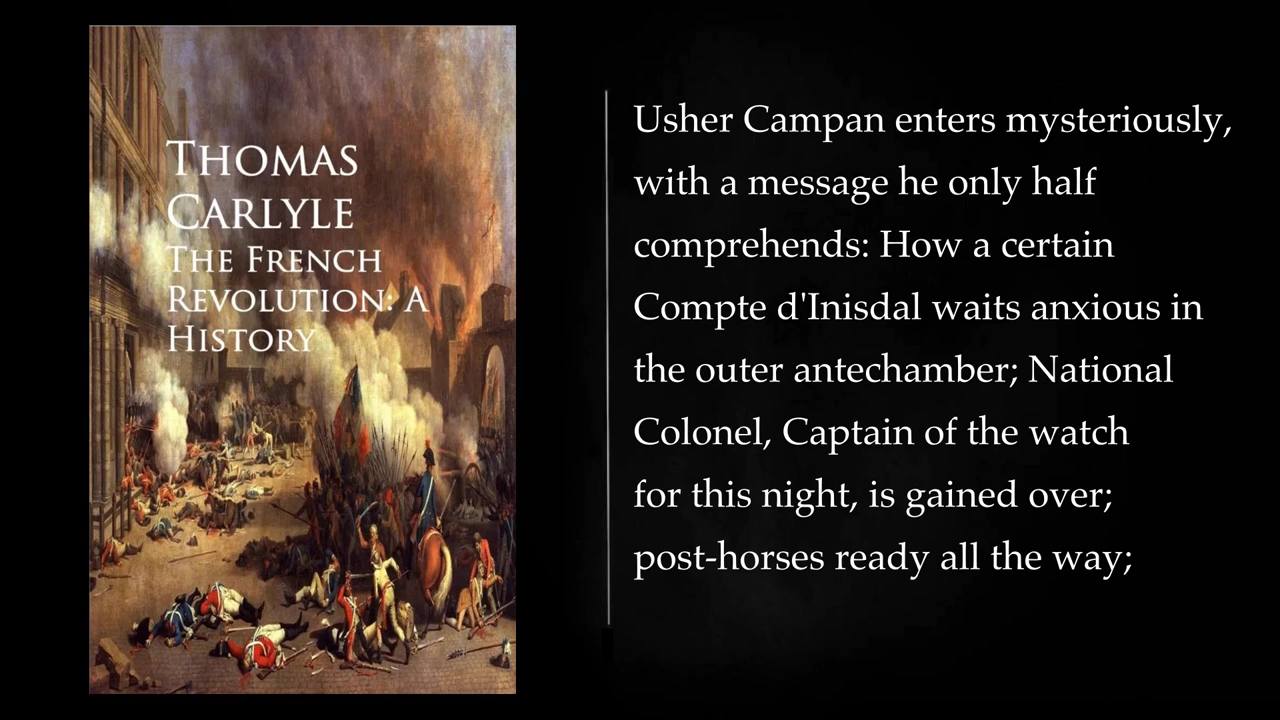 THOMAS
CARLYLE
THE FRENCH
REVOLUTION: A
HISTORY
Usher Campan enters mysteriously,
with a message he only half
comprehends: How a certain
Compte d'Inisdal waits anxious in
the outer antechamber; National
Colonel, Captain of the watch
for this night, is gained over;
post-horses ready all the way;